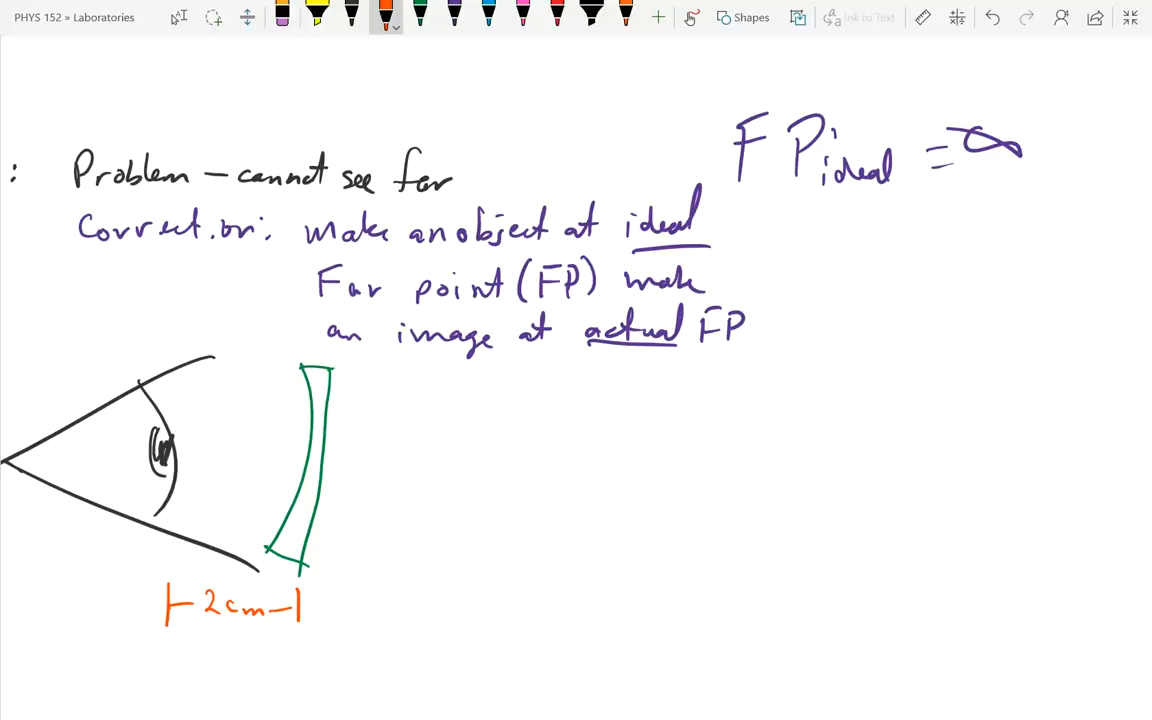 PHYS 152 » Laboratories
Shapes
Ink to Text
FP ideal = ∞
: Problem - cannot see far
Correction: make an object at ideal
Far point (FP) make
an image at actual FP
2cm